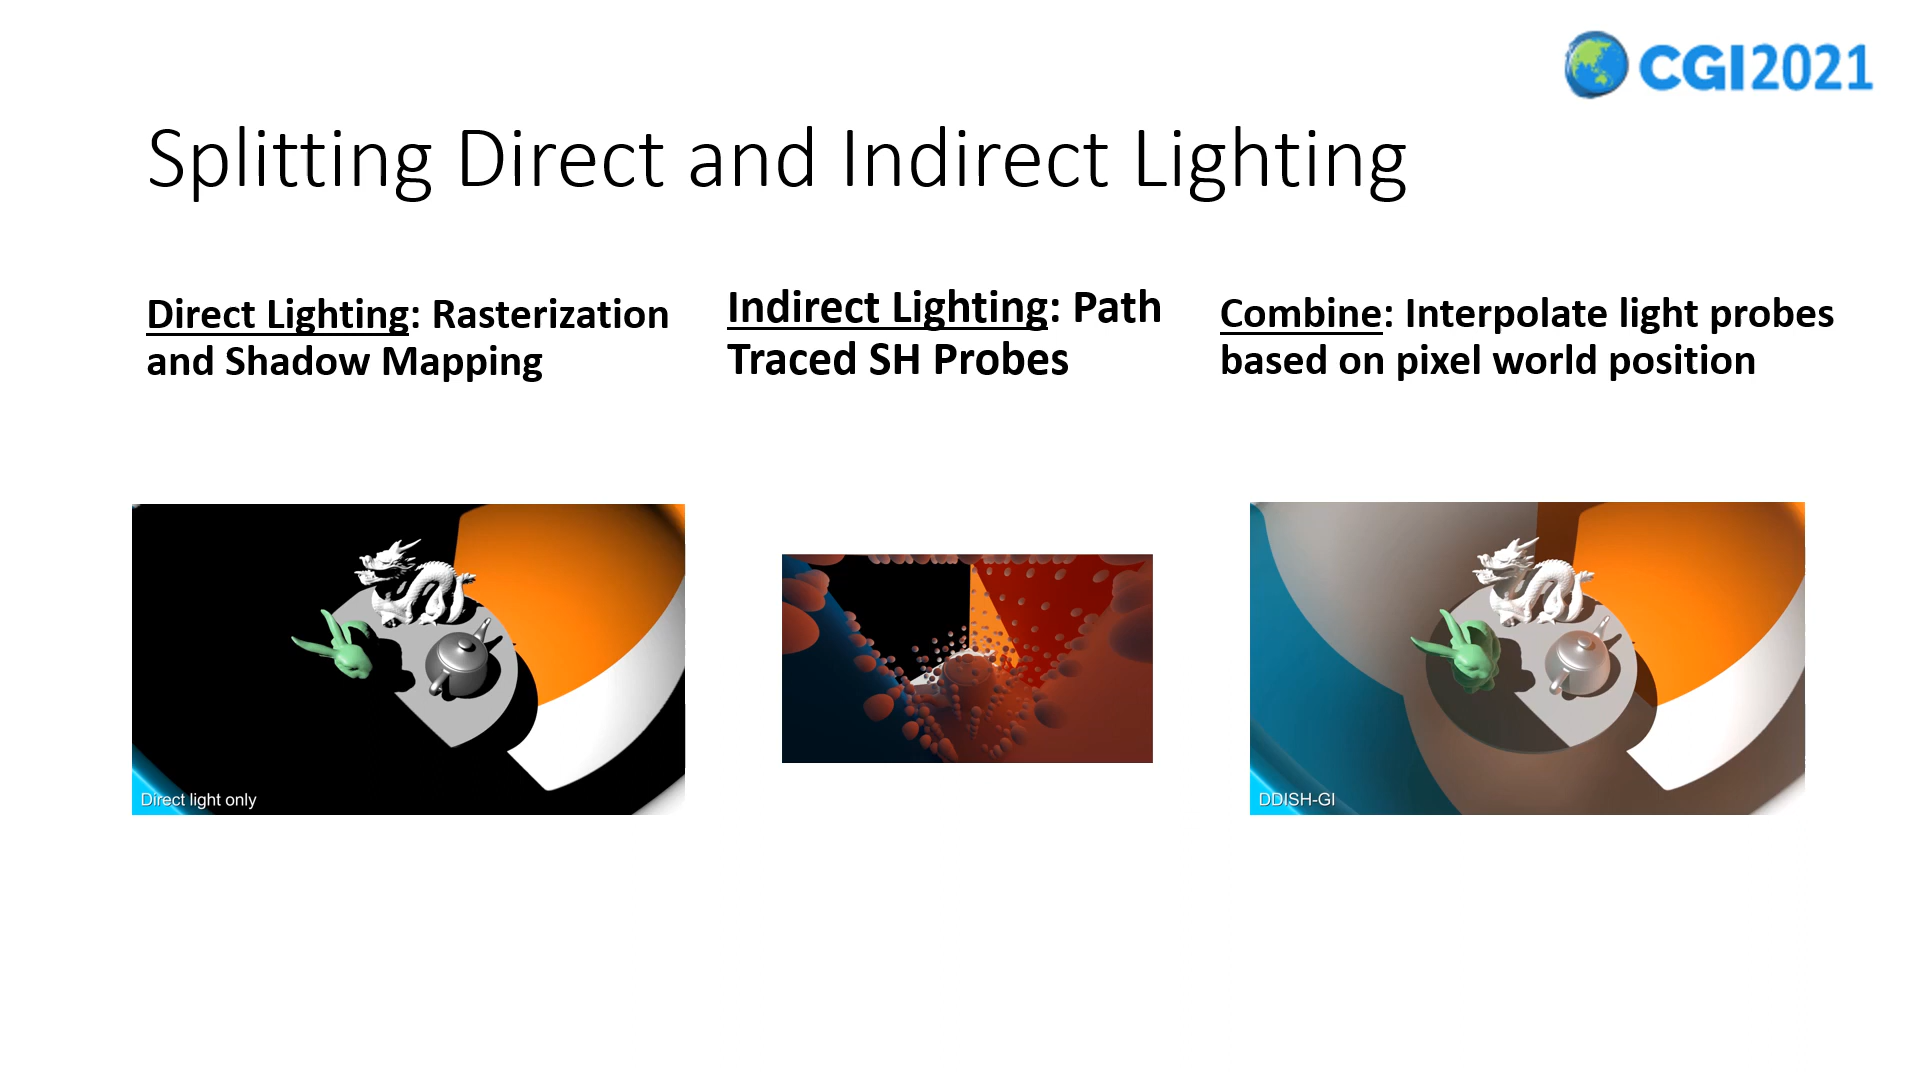 CGI2021
Splitting Direct and Indirect Lighting
Direct Lighting: Rasterization
and Shadow Mapping
Indirect Lighting: Path
Traced SH Probes
Combine: Interpolate light probes
based on pixel world position
Direct light only
DDISH-GI